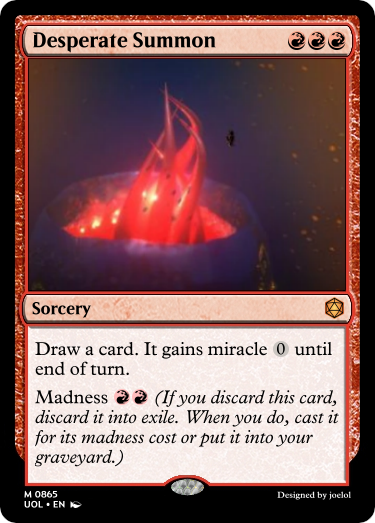 Desperate Summon
Sorcery
Draw a card. It gains miracle 0 until
end of turn.
Madness (If you discard this card,
discard it into exile. When you do, cast it
for its madness cost or put it into your
graveyard.)
M 0865
UOL • EN
Designed by joelol